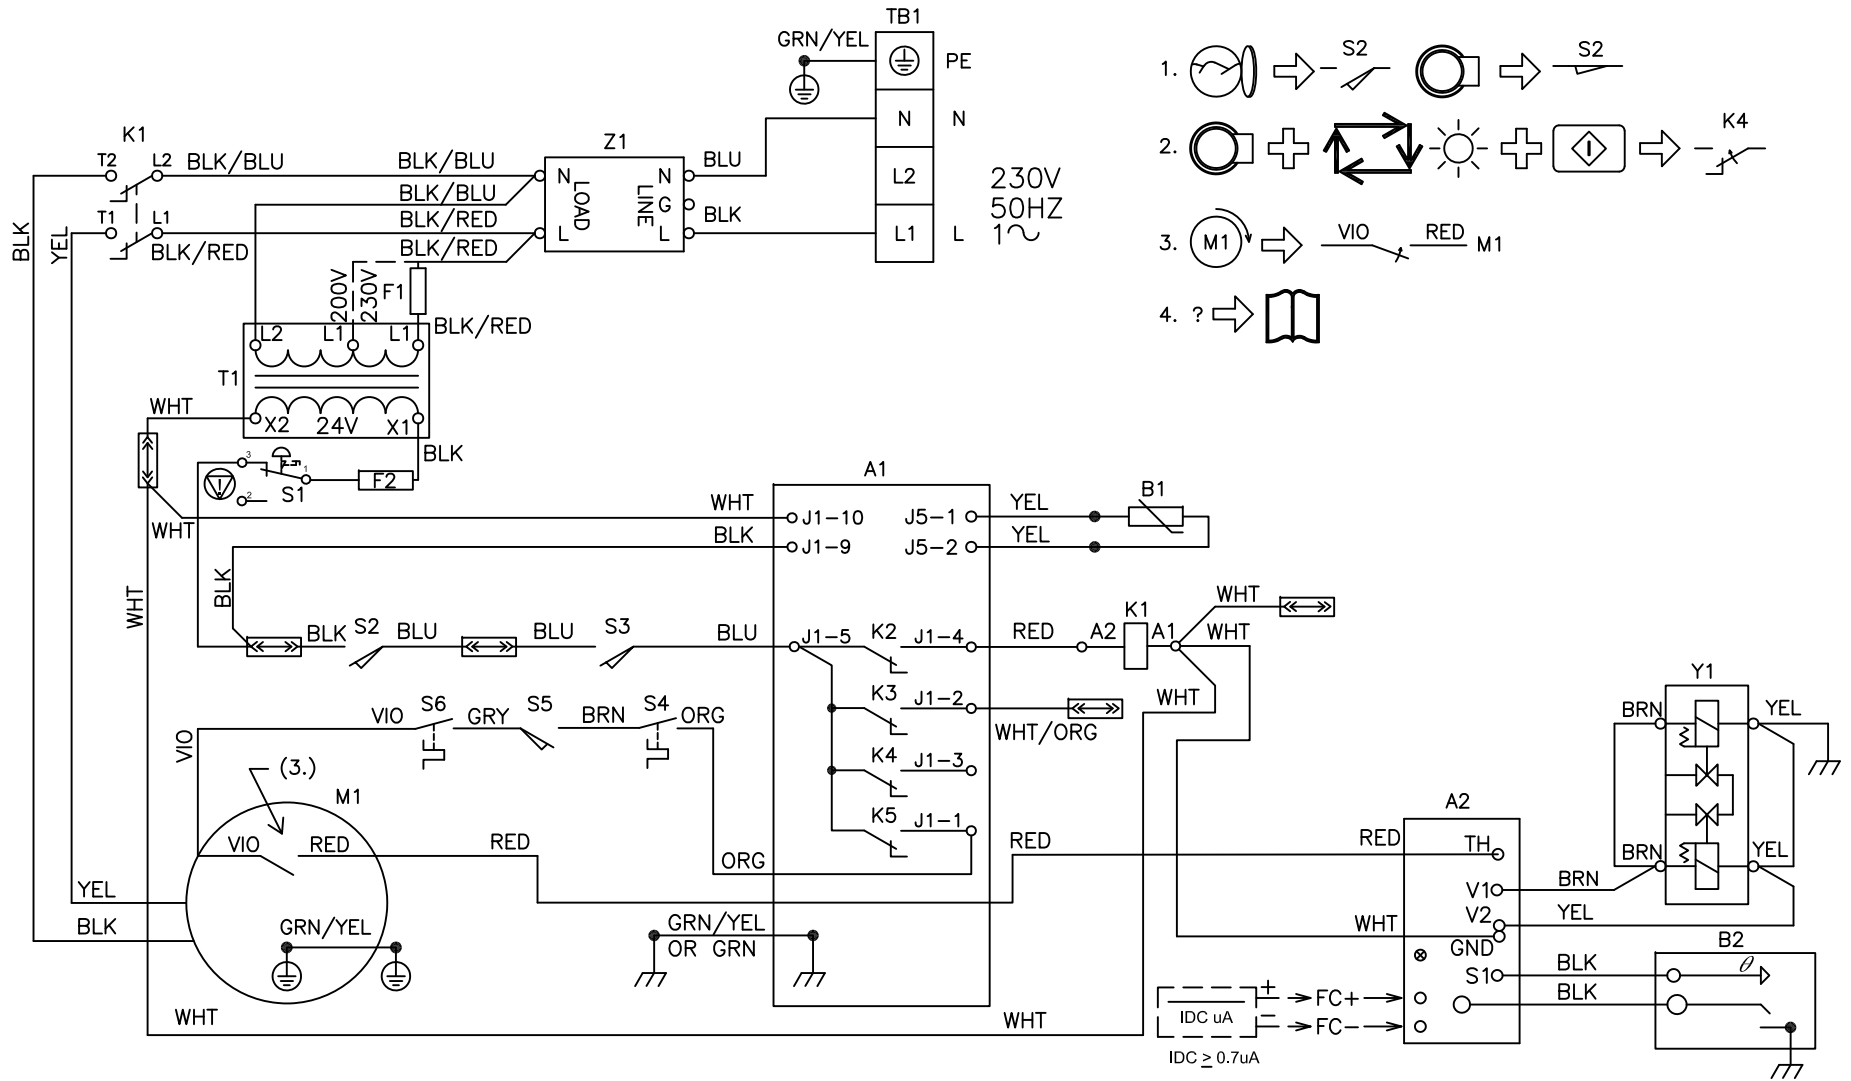 TB1
GRN/YEL
PE
N N
L2
L1 L
230V
50HZ
1
1. S2 S2
2. K4
3. M1 VIO RED M1
4. ?
K1
T2 L2 BLK/BLU BLK/BLU
BLK/BLU
T1 L1 BLK/RED
BLK/RED BLK/RED
Z1
N LOAD LINE N BLU
G
L L BLK
BLK
YEL
200V
230V
F1
BLK/RED
L2 L1 L1
T1
X2 24V X1
WHT
BLK
3
1
2
S1
F2
WHT
WHT
WHT
BLK
BLK
A1
J1-10 J5-1 YEL
J1-9 J5-2 YEL
B1
BLK S2 BLU BLU S3 BLU
J1-5 K2 J1-4 RED A2 K1 A1 WHT
WHT
WHT
K3 J1-2
WHT/ORG
K4 J1-3
K5 J1-1
VIO S6 GRY S5 BRN S4 ORG
VIO
(3.)
M1
VIO RED RED
ORG
RED RED
YEL
BLK
GRN/YEL
GRN/YEL
OR GRN
WHT WHT
A2
TH
V1 BRN
V2 YEL
WHT
GND
S1 BLK
BLK
Y1
BRN YEL
BRN YEL
B2
θ
IDC uA
+ FC+
− FC−
IDC ≥ 0.7uA